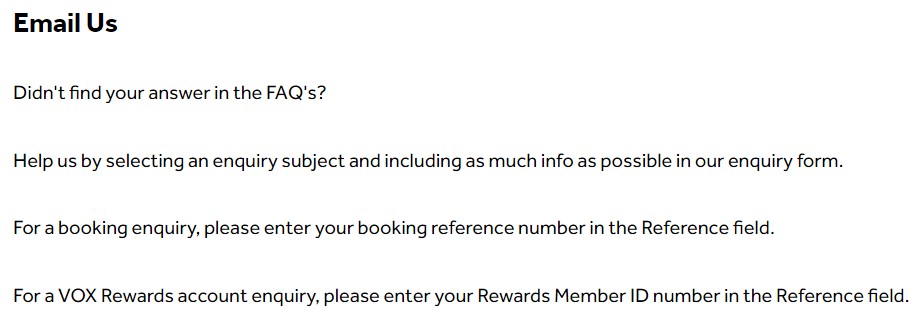 Email Us
Didn't find your answer in the FAQ's?
Help us by selecting an enquiry subject and including as much info as possible in our enquiry form.
For a booking enquiry, please enter your booking reference number in the Reference field.
For a VOX Rewards account enquiry, please enter your Rewards Member ID number in the Reference field.